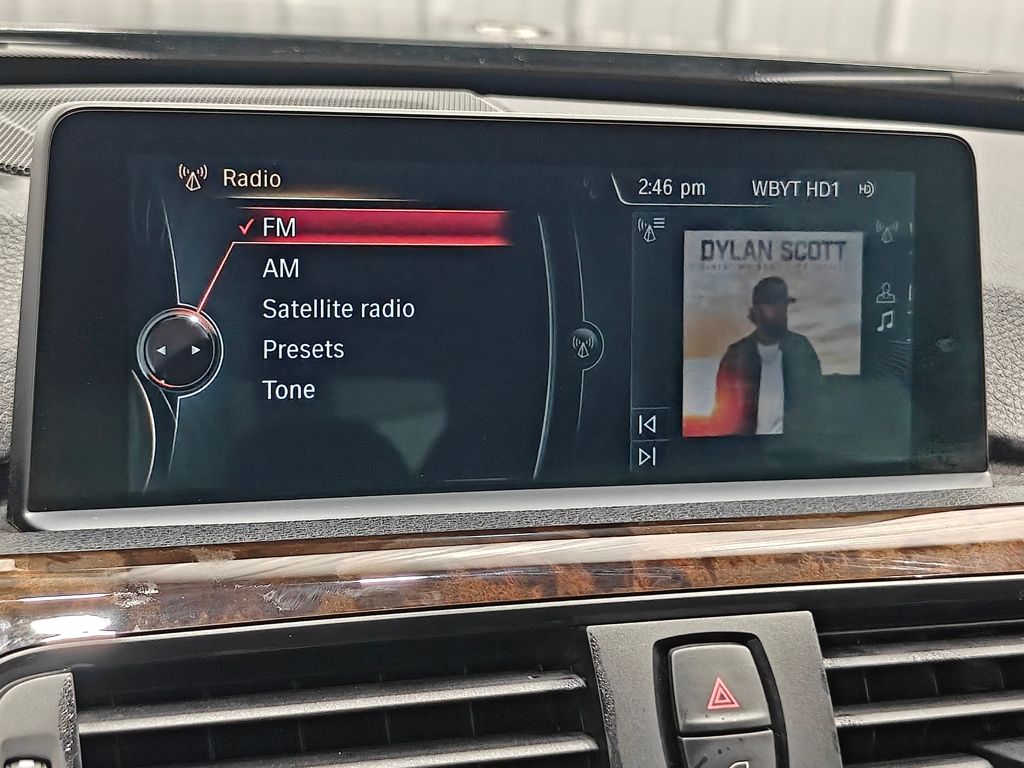 Radio
2:46 pm
WBYT HD1
HD
FM
AM
Satellite radio
Presets
Tone
DYLAN SCOTT